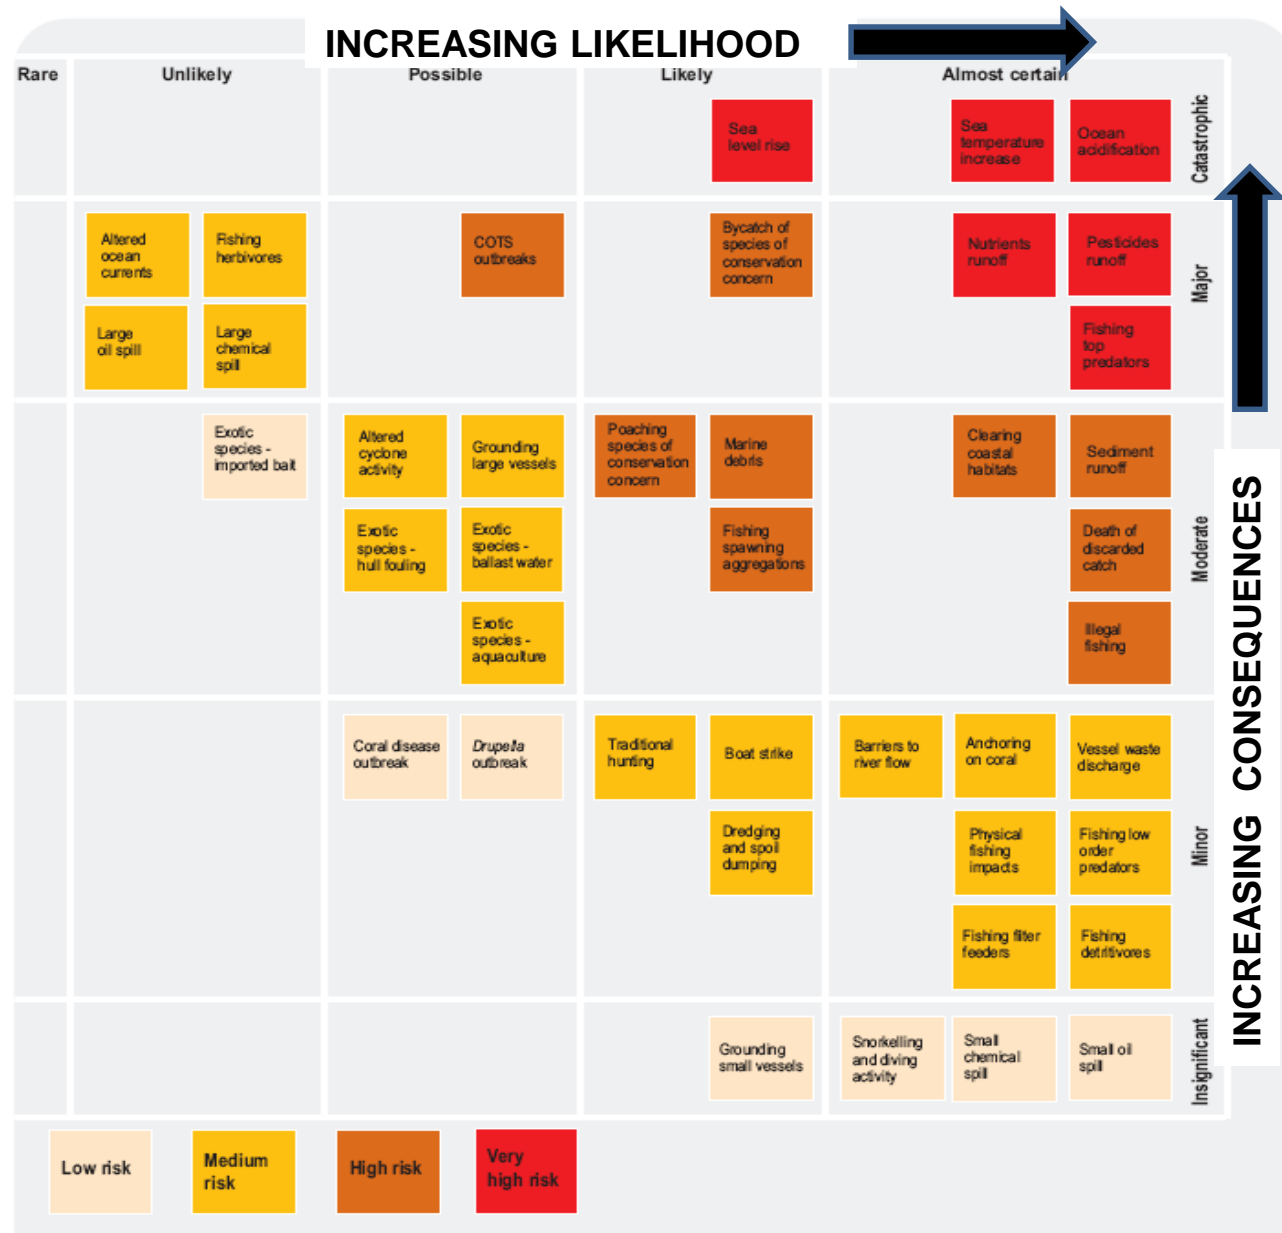 INCREASING LIKELIHOOD
Rare
Unlikely
Possible
Likely
Almost certain
Sea
level rise
Sea
temperature
increase
Ocean
acidification
Catastrophic
Altered
ocean
currents
Fishing
herbivores
COTS
outbreaks
Bycatch of
species of
conservation
concern
Nutrients
runoff
Pesticides
runoff
Major
Large
oil spill
Large
chemical
spill
Fishing
top
predators
Exotic
species -
imported bait
Altered
cyclone
activity
Grounding
large vessels
Poaching
species of
conservation
concern
Marine
debris
Clearing
coastal
habitats
Sediment
runoff
Moderate
Exotic
species -
hull fouling
Exotic
species -
ballast water
Fishing
spawning
aggregations
Death of
discarded
catch
Exotic
species -
aquaculture
Illegal
fishing
INCREASING CONSEQUENCES
Coral disease
outbreak
Drupella
outbreak
Traditional
hunting
Boat strike
Barriers to
river flow
Anchoring
on coral
Vessel waste
discharge
Minor
Dredging
and spoil
dumping
Physical
fishing
impacts
Fishing low
order
predators
Fishing filter
feeders
Fishing
detritivores
Grounding
small vessels
Snorkelling
and diving
activity
Small
chemical
spill
Small oil
spill
Insignificant
Low risk
Medium
risk
High risk
Very
high risk